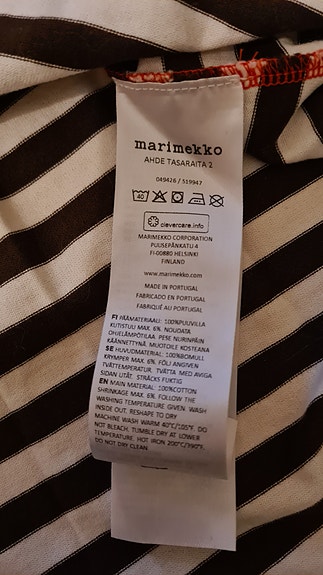 marimekko
AHDE TASARAITA 2
049426 / 519947
40
clevercare.info
MARIMEKKO CORPORATION
PUUSEPÄNKATU 4
FI-00880 HELSINKI
FINLAND
www.marimekko.com
MADE IN PORTUGAL
FABRICADO EN PORTUGAL
FABRIQUÉ AU PORTUGAL
FI PÄÄMATERIAALI: 100%PUUVILLA
KUTISTUU MAX. 6%. NOUDATA
OHJELÄMPÖTILAA. PESE NURINPÄIN
KÄÄNNETTYNÄ. MUOTOILE KOSTEANA
SE HUVUDMATERIAL: 100%BOMULL
KRYMPER MAX. 6% FÖLJ ANGIVEN
TVÄTTEMPERATUR. TVÄTTA MED AVIGA
SIDAN UTÅT. STRÄCKS FUKTIG
EN MAIN MATERIAL: 100%COTTON
SHRINKAGE MAX. 6% FOLLOW THE
WASHING TEMPERATURE GIVEN. WASH
INSIDE OUT. RESHAPE TO DRY
MACHINE WASH WARM 40°C/105°F. DO
NOT BLEACH. TUMBLE DRY AT LOWER
TEMPERATURE. HOT IRON 200°C/390°F.
DO NOT DRY CLEAN